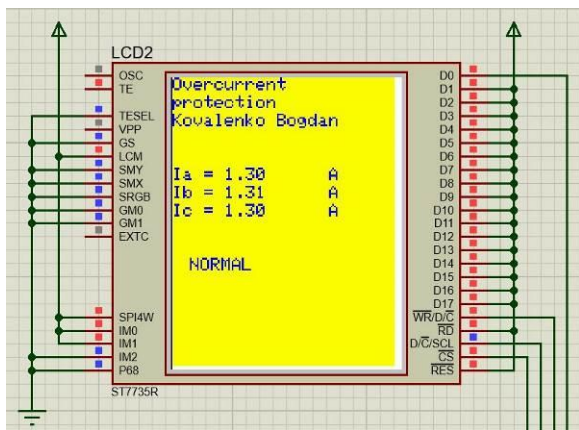 LCD2
OSC
TE
TESEL
VPP
GS
LCM
SMY
SMX
SRGB
GM0
GM1
EXTC
SPI4W
IM0
IM1
IM2
P68
Overcurrent
protection
Kovalenko Bogdan
Ia = 1.30 A
Ib = 1.31 A
Ic = 1.30 A
NORMAL
D0
D1
D2
D3
D4
D5
D6
D7
D8
D9
D10
D11
D12
D13
D14
D15
D16
D17
WR/D/C
RD
D/C/SCL
CS
RES
ST7735R